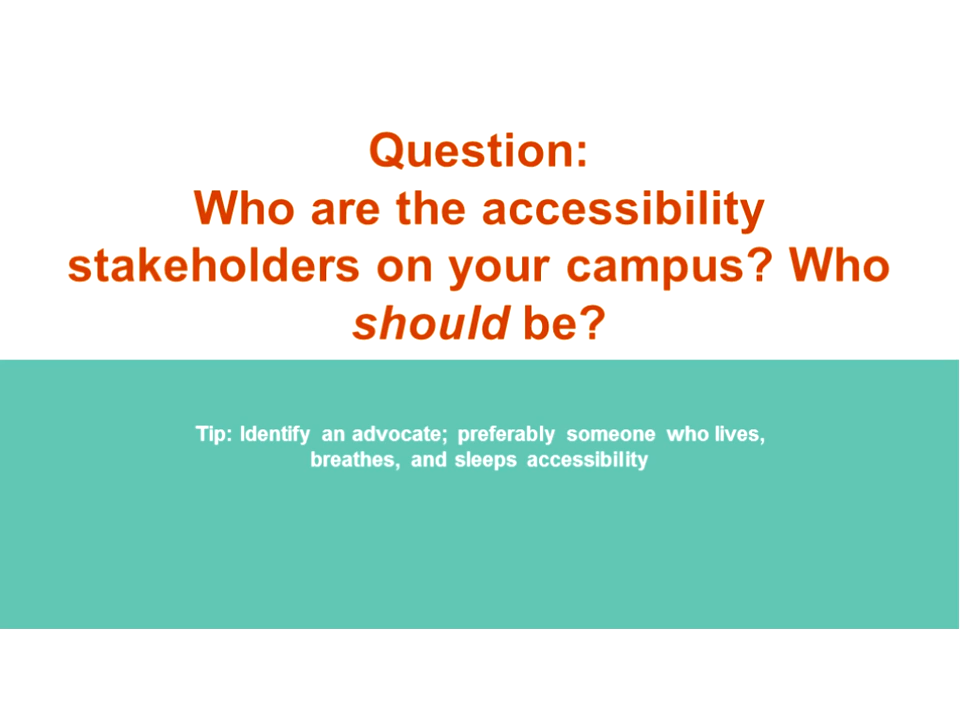 Question:
Who are the accessibility
stakeholders on your campus? Who
should be?
Tip: Identify an advocate; preferably someone who lives,
breathes, and sleeps accessibility